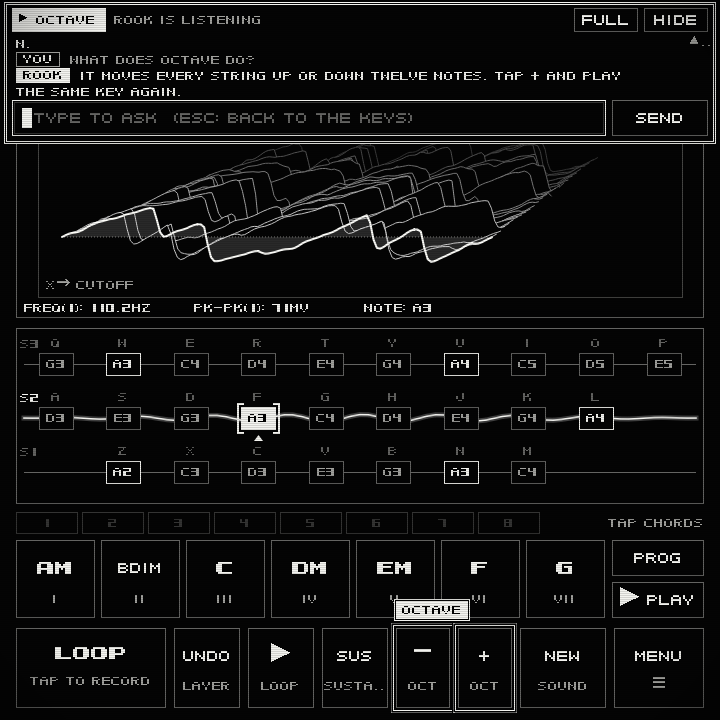 OCTAVE ROOK IS LISTENING FULL HIDE
N.
YOU WHAT DOES OCTAVE DO?
ROOK IT MOVES EVERY STRING UP OR DOWN TWELVE NOTES. TAP + AND PLAY
THE SAME KEY AGAIN.
TYPE TO ASK (ESC: BACK TO THE KEYS) SEND
X→ CUTOFF
FREQ(1): 110.2HZ PK-PK(1): 71MV NOTE: A3
S3 Q W E R T Y U I O P
G3 A3 C4 D4 E4 G4 A4 C5 D5 E5
S2 A S D F G H J K L
D3 E3 G3 A3 C4 D4 E4 G4 A4
S1 Z X C V B N M
A2 C3 D3 E3 G3 A3 C4
1 2 3 4 5 6 7 8 TAP CHORDS
AM BDIM C DM EM F G PROG
I II III IV VI VII PLAY
OCTAVE
LOOP UNDO SUS − + NEW MENU
TAP TO RECORD LAYER LOOP SUSTA.. OCT OCT SOUND